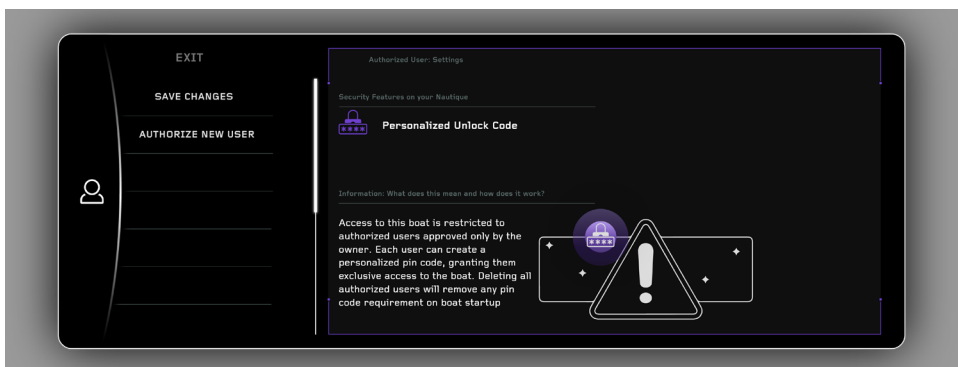 EXIT
SAVE CHANGES
AUTHORIZE NEW USER
Authorized User: Settings
Security Features on your Nautique
****
Personalized Unlock Code
Information: What does this mean and how does it work?
Access to this boat is restricted to
authorized users approved only by the
owner. Each user can create a
personalized pin code, granting them
exclusive access to the boat. Deleting all
authorized users will remove any pin
code requirement on boat startup
****
!